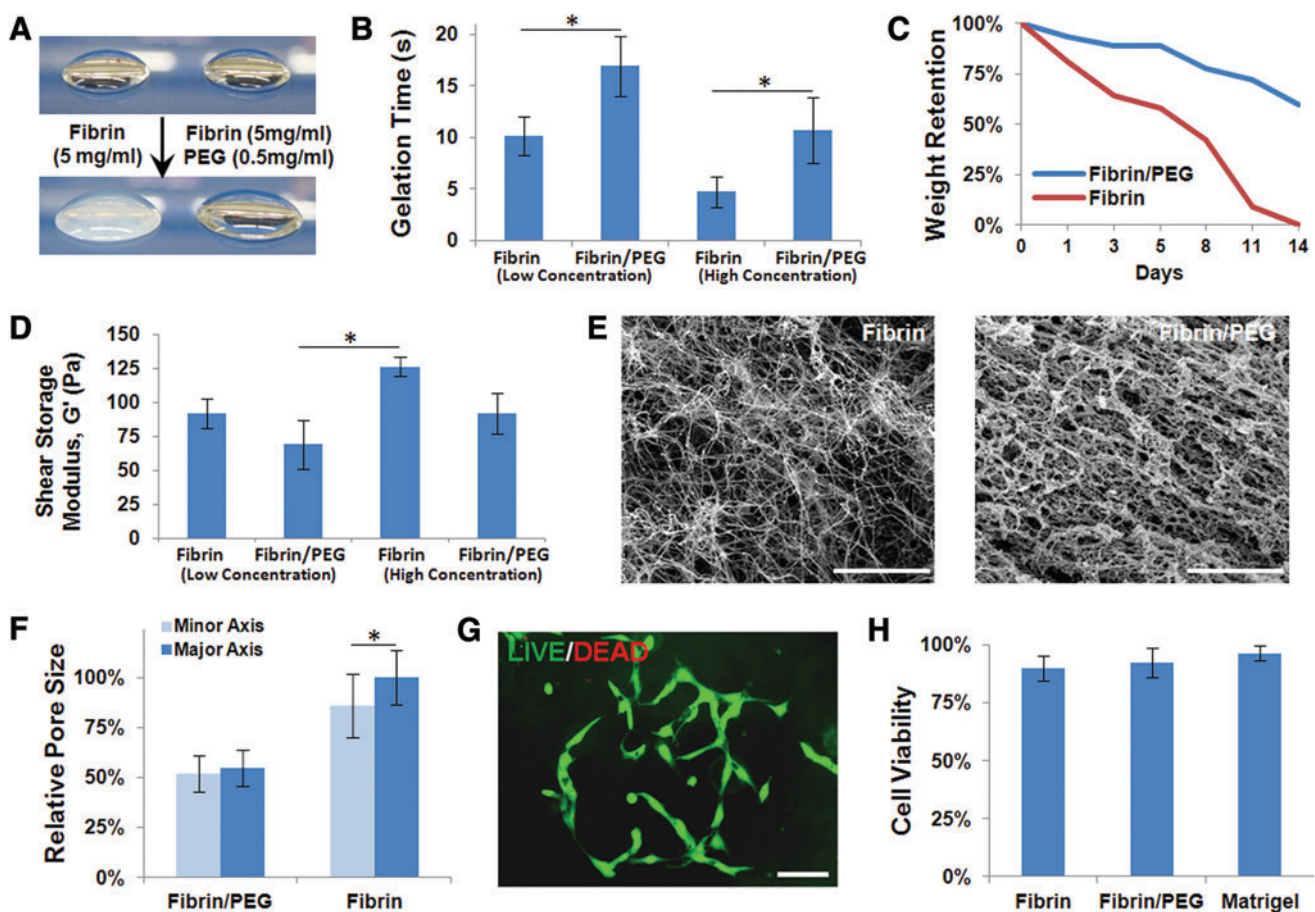 A
Fibrin
(5 mg/ml)
Fibrin (5mg/ml)
PEG (0.5mg/ml)
B
Gelation Time (s)
20
15
10
5
0
*
*
Fibrin
Fibrin/PEG
(Low Concentration)
Fibrin
Fibrin/PEG
(High Concentration)
C
Weight Retention
100%
75%
50%
25%
0%
Fibrin/PEG
Fibrin
0 1 3 5 8 11 14
Days
D
Shear Storage
Modulus, G' (Pa)
150
125
100
75
50
25
0
*
Fibrin
Fibrin/PEG
(Low Concentration)
Fibrin
Fibrin/PEG
(High Concentration)
E
Fibrin
Fibrin/PEG
F
Minor Axis
Major Axis
Relative Pore Size
100%
75%
50%
25%
0%
*
Fibrin/PEG
Fibrin
G
LIVE/DEAD
H
Cell Viability
100%
75%
50%
25%
0%
Fibrin
Fibrin/PEG
Matrigel